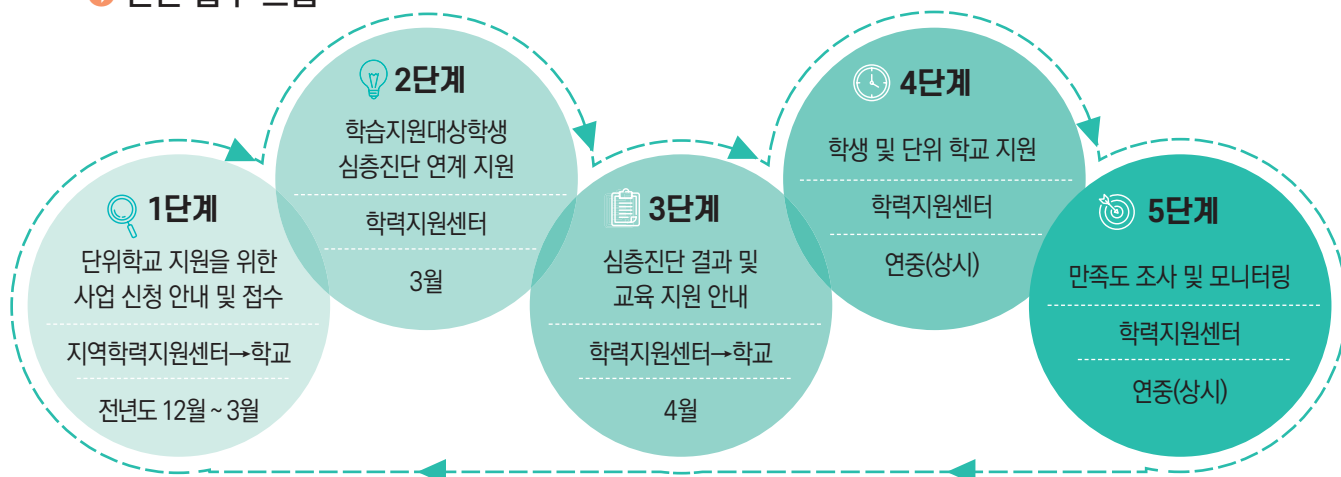 1단계
단위학교 지원을 위한
사업 신청 안내 및 접수
지역학력지원센터→학교
전년도 12월 ~ 3월
2단계
학습지원대상학생
심층진단 연계 지원
학력지원센터
3월
3단계
심층진단 결과 및
교육 지원 안내
학력지원센터→학교
4월
4단계
학생 및 단위 학교 지원
학력지원센터
연중(상시)
5단계
만족도 조사 및 모니터링
학력지원센터
연중(상시)